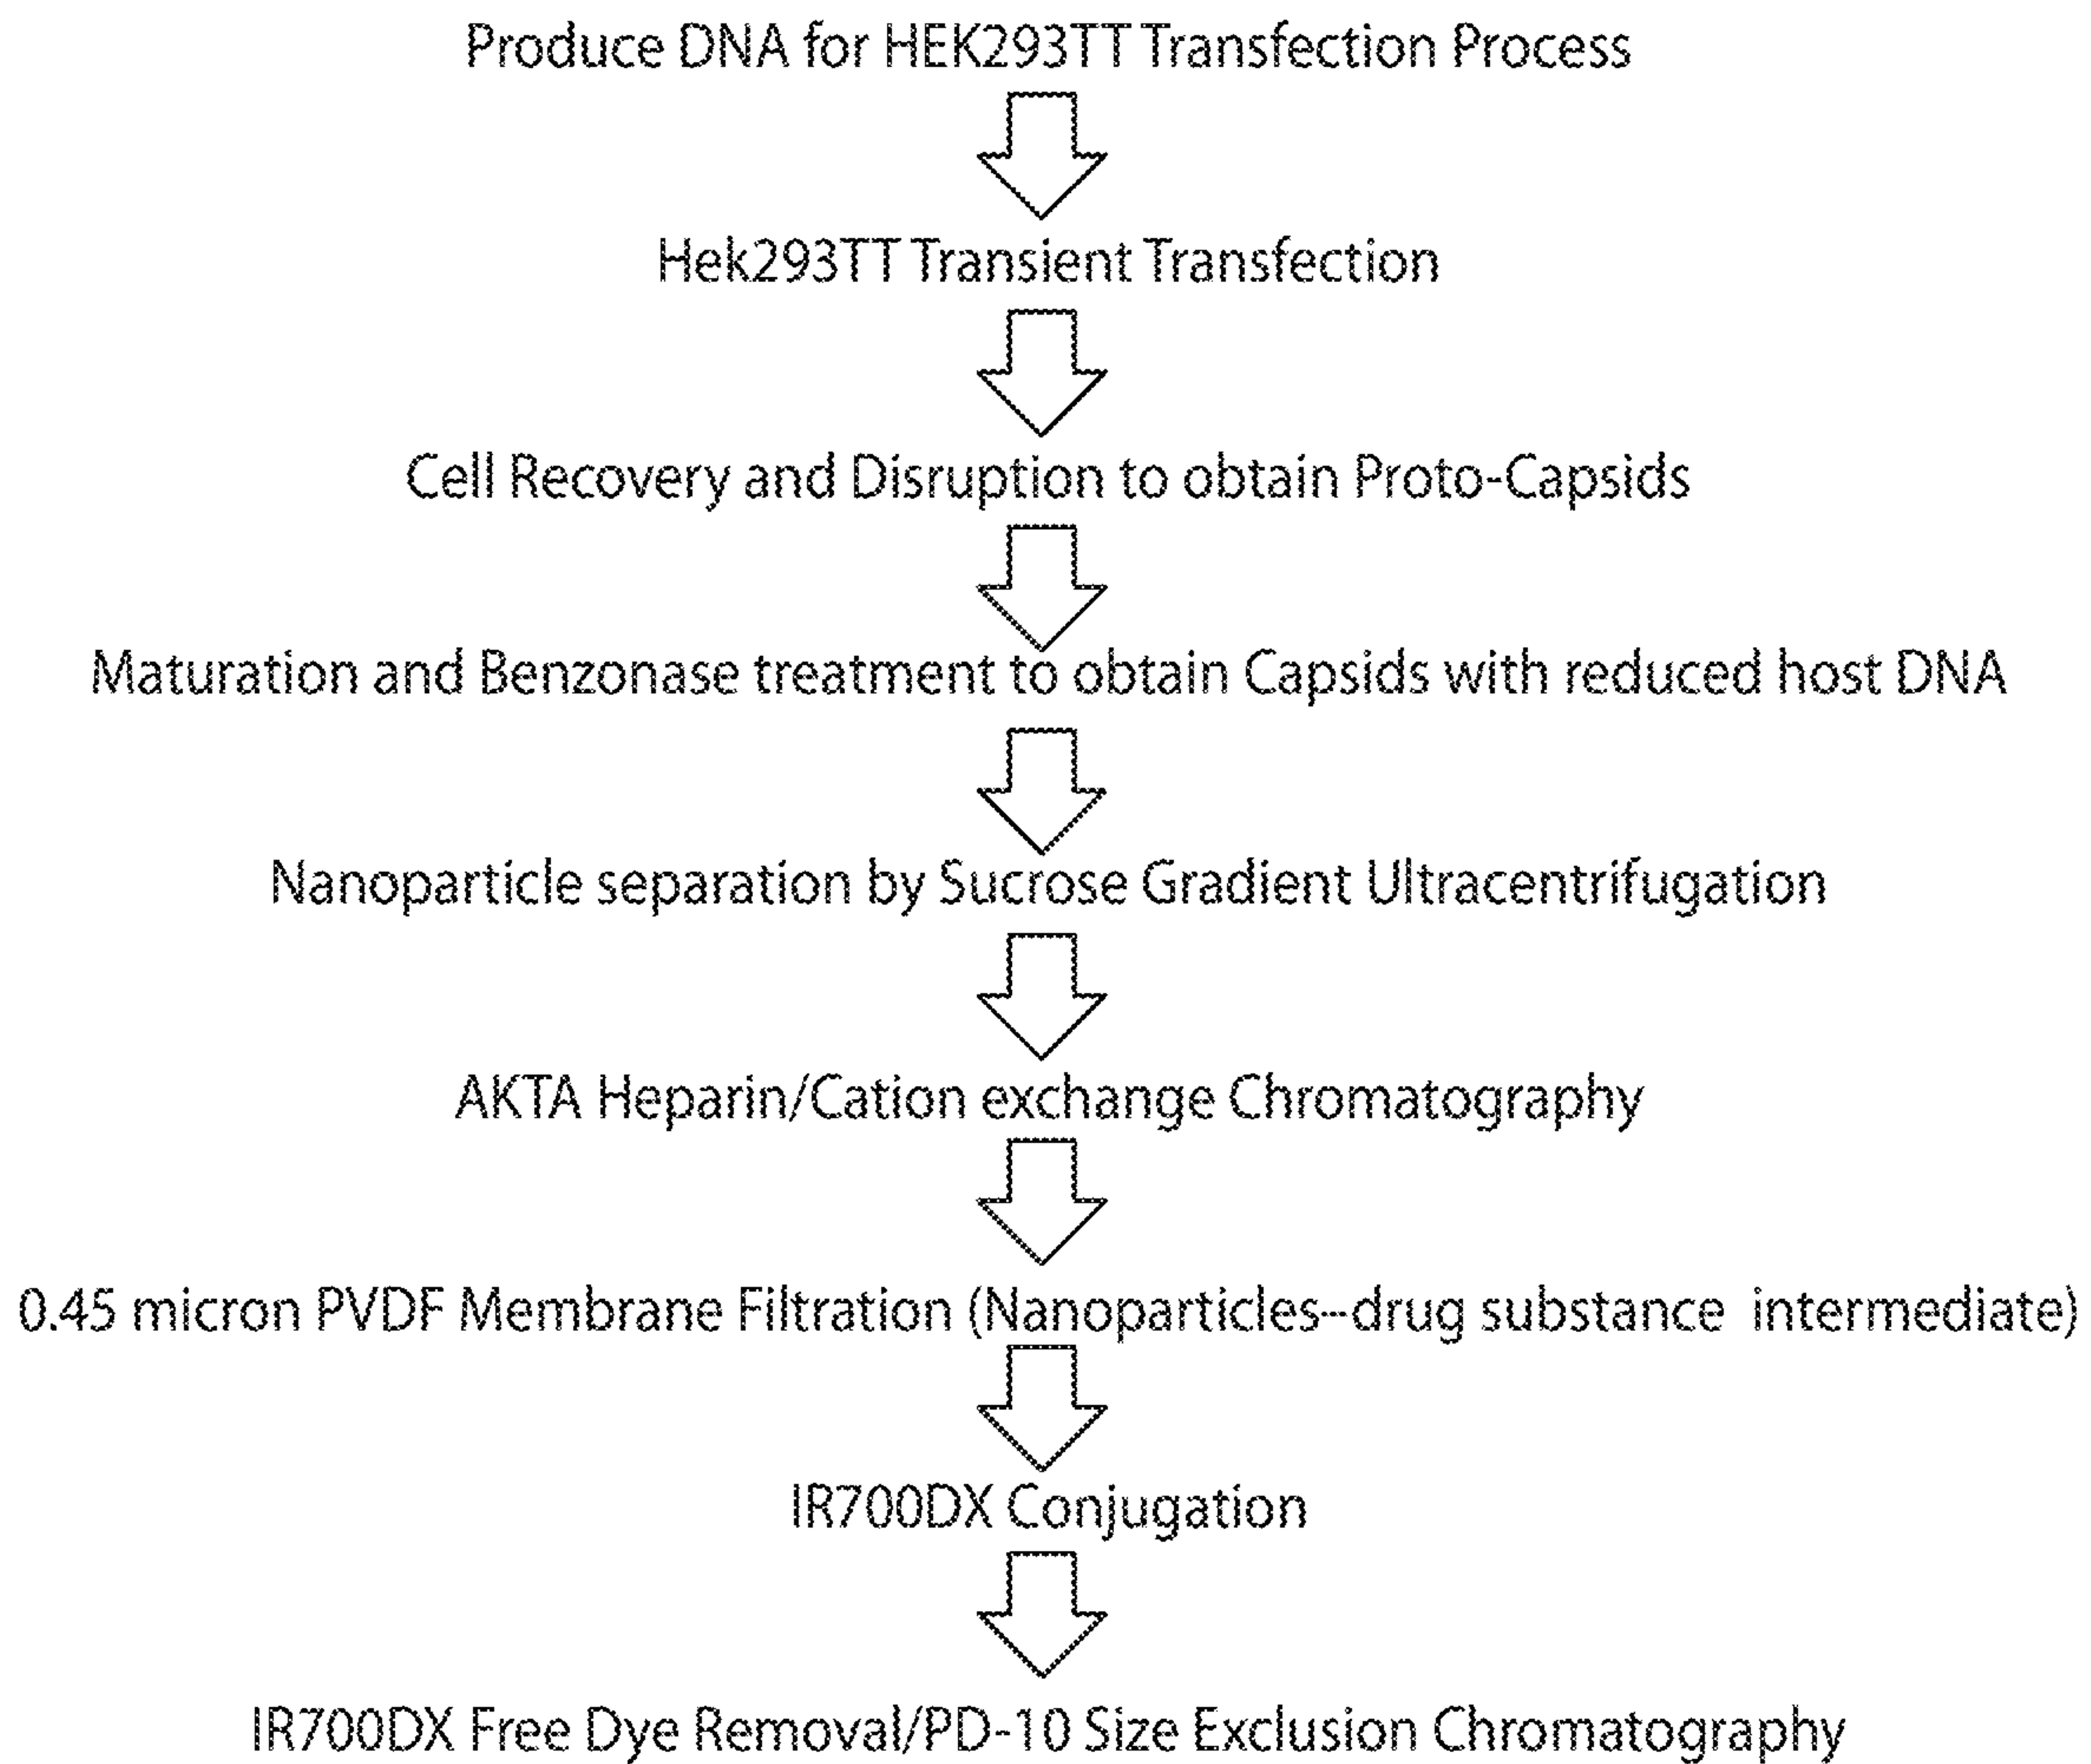 Produce DNA for HEK293TT Transfection Process
Hek293TT Transient Transfection
Cell Recovery and Disruption to obtain Proto-Capsids
Maturation and Benzonase treatment to obtain Capsids with reduced host DNA
Nanoparticle separation by Sucrose Gradient Ultracentrifugation
AKTA Heparin/Cation exchange Chromatography
0.45 micron PVDF Membrane Filtration (Nanoparticles--drug substance intermediate)
IR700DX Conjugation
IR700DX Free Dye Removal/PD-10 Size Exclusion Chromatography